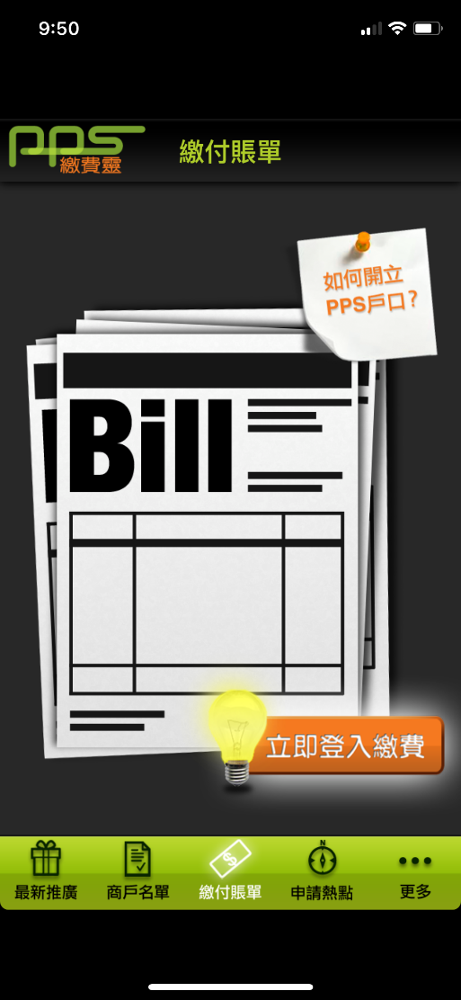 9:50
pps
繳費靈
繳付賬單
如何開立
PPS戶口?
Bill
立即登入繳費
N
最新推廣
商戶名單
$
繳付賬單
申請熱點
更多